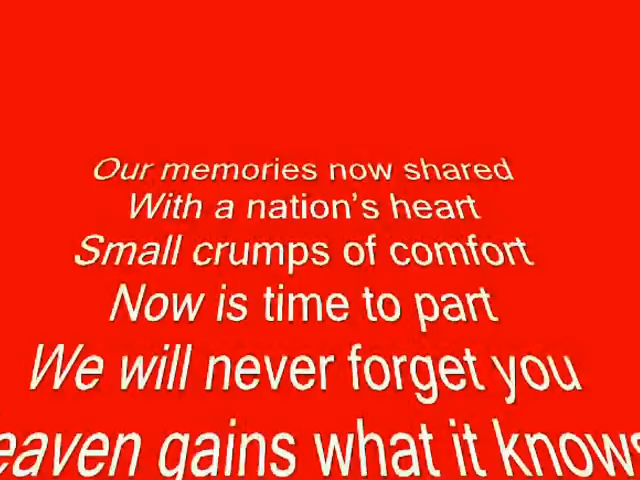 Our memories now shared
With a nation's heart
Small crumps of comfort
Now is time to part
We will never forget you
eaven gains what it knows